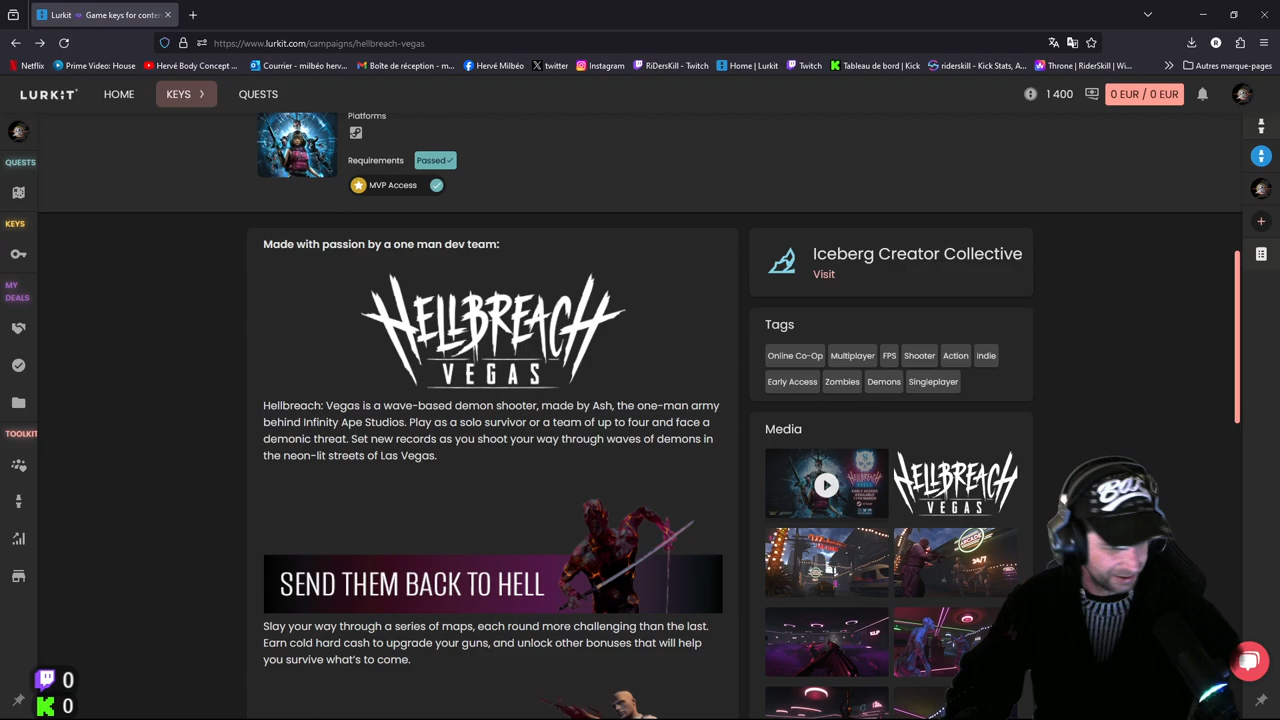 Lurkit 👾 Game keys for conter
https://www.lurkit.com/campaigns/hellbreach-vegas
Netflix
Prime Video: House
Hervé Body Concept ...
Courrier - milbéo herv...
Boîte de réception - m...
Hervé Milbéo
twitter
Instagram
RiDersKill - Twitch
Home | Lurkit
Twitch
Tableau de bord | Kick
riderskill - Kick Stats, A...
Throne | RiderSkill | Wi...
Autres marque-pages
LURKIT
HOME
KEYS
QUESTS
1 400
0 EUR / 0 EUR
QUESTS
KEYS
MY
DEALS
TOOLKIT
Platforms
Requirements
Passed
MVP Access
Made with passion by a one man dev team:
HELLBREACH
VEGAS
Hellbreach: Vegas is a wave-based demon shooter, made by Ash, the one-man army
behind Infinity Ape Studios. Play as a solo survivor or a team of up to four and face a
demonic threat. Set new records as you shoot your way through waves of demons in
the neon-lit streets of Las Vegas.
SEND THEM BACK TO HELL
Slay your way through a series of maps, each round more challenging than the last.
Earn cold hard cash to upgrade your guns, and unlock other bonuses that will help
you survive what's to come.
Iceberg Creator Collective
Visit
Tags
Online Co-Op
Multiplayer
FPS
Shooter
Action
Indie
Early Access
Zombies
Demons
Singleplayer
Media
HELLBREACH
VEGAS
HELLBREACH
VEGAS
ARCADE
24/7
0
0